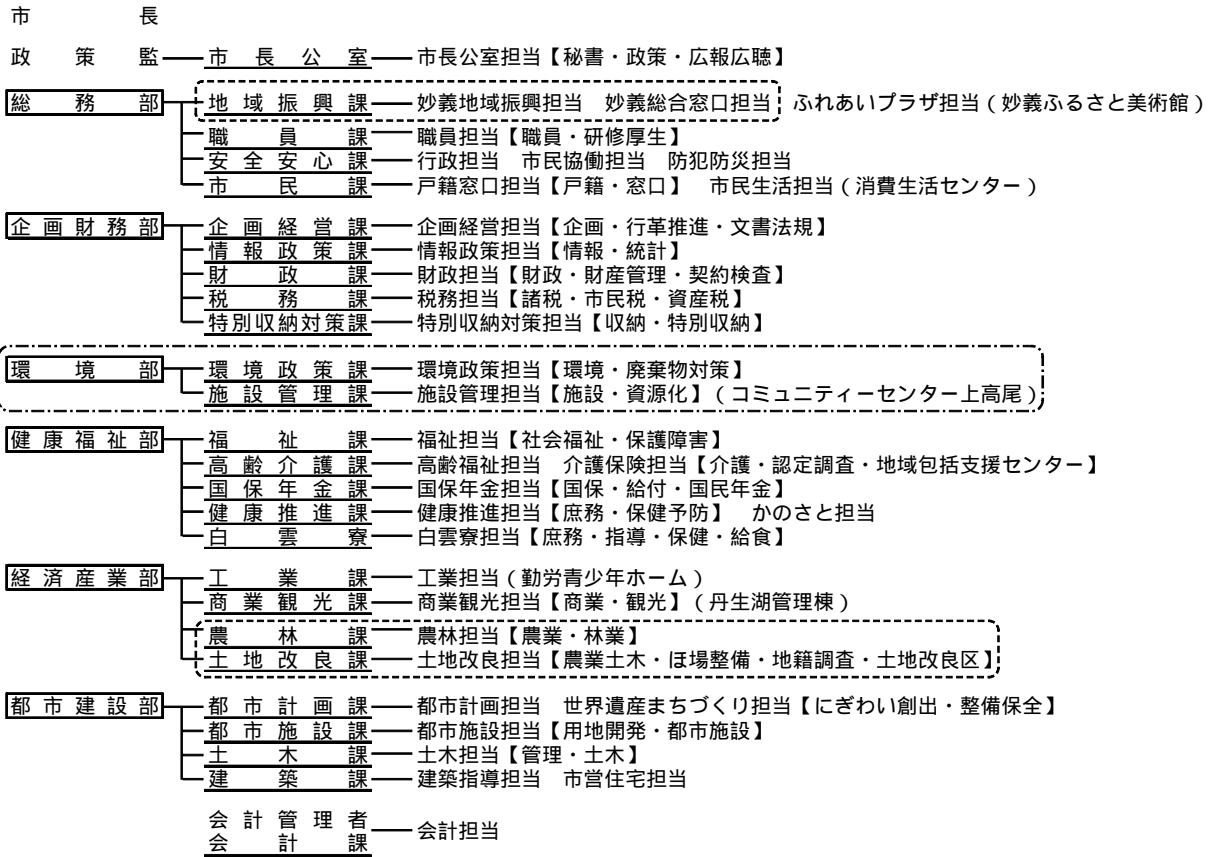 市長
政策監 市長公室 市長公室担当【秘書・政策・広報広聴】
総務部 地域振興課 妙義地域振興担当 妙義総合窓口担当 ふれあいプラザ担当(妙義ふるさと美術館)
職員課 職員担当【職員・研修厚生】
安全安心課 行政担当 市民協働担当 防犯防災担当
市民課 戸籍窓口担当【戸籍・窓口】 市民生活担当(消費生活センター)
企画財務部 企画経営課 企画経営担当【企画・行革推進・文書法規】
情報政策課 情報政策担当【情報・統計】
財政課 財政担当【財政・財産管理・契約検査】
税務課 税務担当【諸税・市民税・資産税】
特別収納対策課 特別収納対策担当【収納・特別収納】
環境部 環境政策課 環境政策担当【環境・廃棄物対策】
施設管理課 施設管理担当【施設・資源化】(コミュニティーセンター上高尾)
健康福祉部 福祉課 福祉担当【社会福祉・保護障害】
高齢介護課 高齢福祉担当 介護保険担当【介護・認定調査・地域包括支援センター】
国保年金課 国保年金担当【国保・給付・国民年金】
健康推進課 健康推進担当【庶務・保健予防】 かのさと担当
白雲寮 白雲寮担当【庶務・指導・保健・給食】
経済産業部 工業課 工業担当(勤労青少年ホーム)
商業観光課 商業観光担当【商業・観光】(丹生湖管理棟)
農林課 農林担当【農業・林業】
土地改良課 土地改良担当【農業土木・ほ場整備・地籍調査・土地改良区】
都市建設部 都市計画課 都市計画担当 世界遺産まちづくり担当【にぎわい創出・整備保全】
都市施設課 都市施設担当【用地開発・都市施設】
土木課 土木担当【管理・土木】
建築課 建築指導担当 市営住宅担当
会計管理者
会計課 会計担当